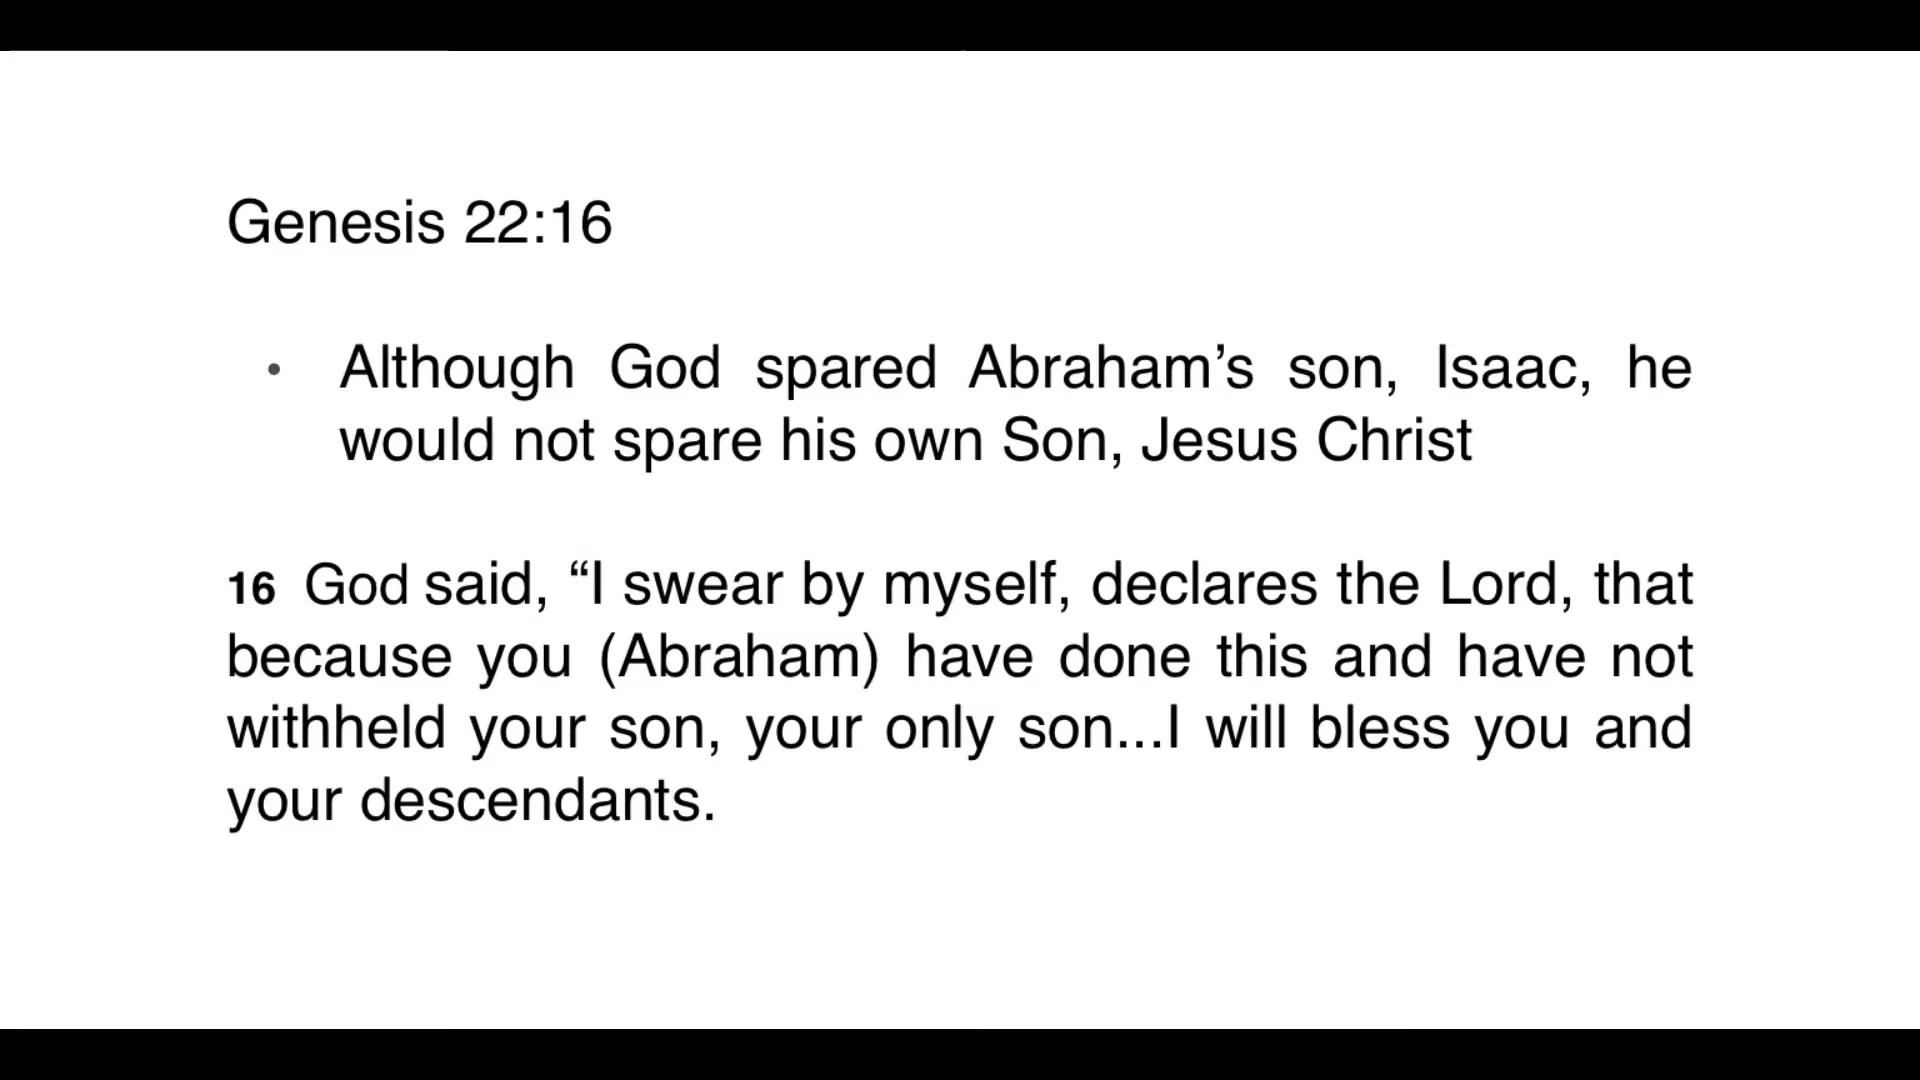 Genesis 22:16
• Although God spared Abraham’s son, Isaac, he
would not spare his own Son, Jesus Christ
16 God said, “I swear by myself, declares the Lord, that
because you (Abraham) have done this and have not
withheld your son, your only son...I will bless you and
your descendants.